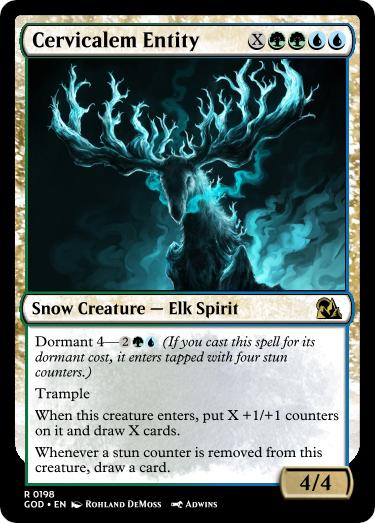 Cervicalem Entity X
Snow Creature — Elk Spirit
Dormant 4—2 (If you cast this spell for its
dormant cost, it enters tapped with four stun
counters.)
Trample
When this creature enters, put X +1/+1 counters
on it and draw X cards.
Whenever a stun counter is removed from this
creature, draw a card.
4/4
R 0198
GOD • EN Rohland DeMoss Adwins